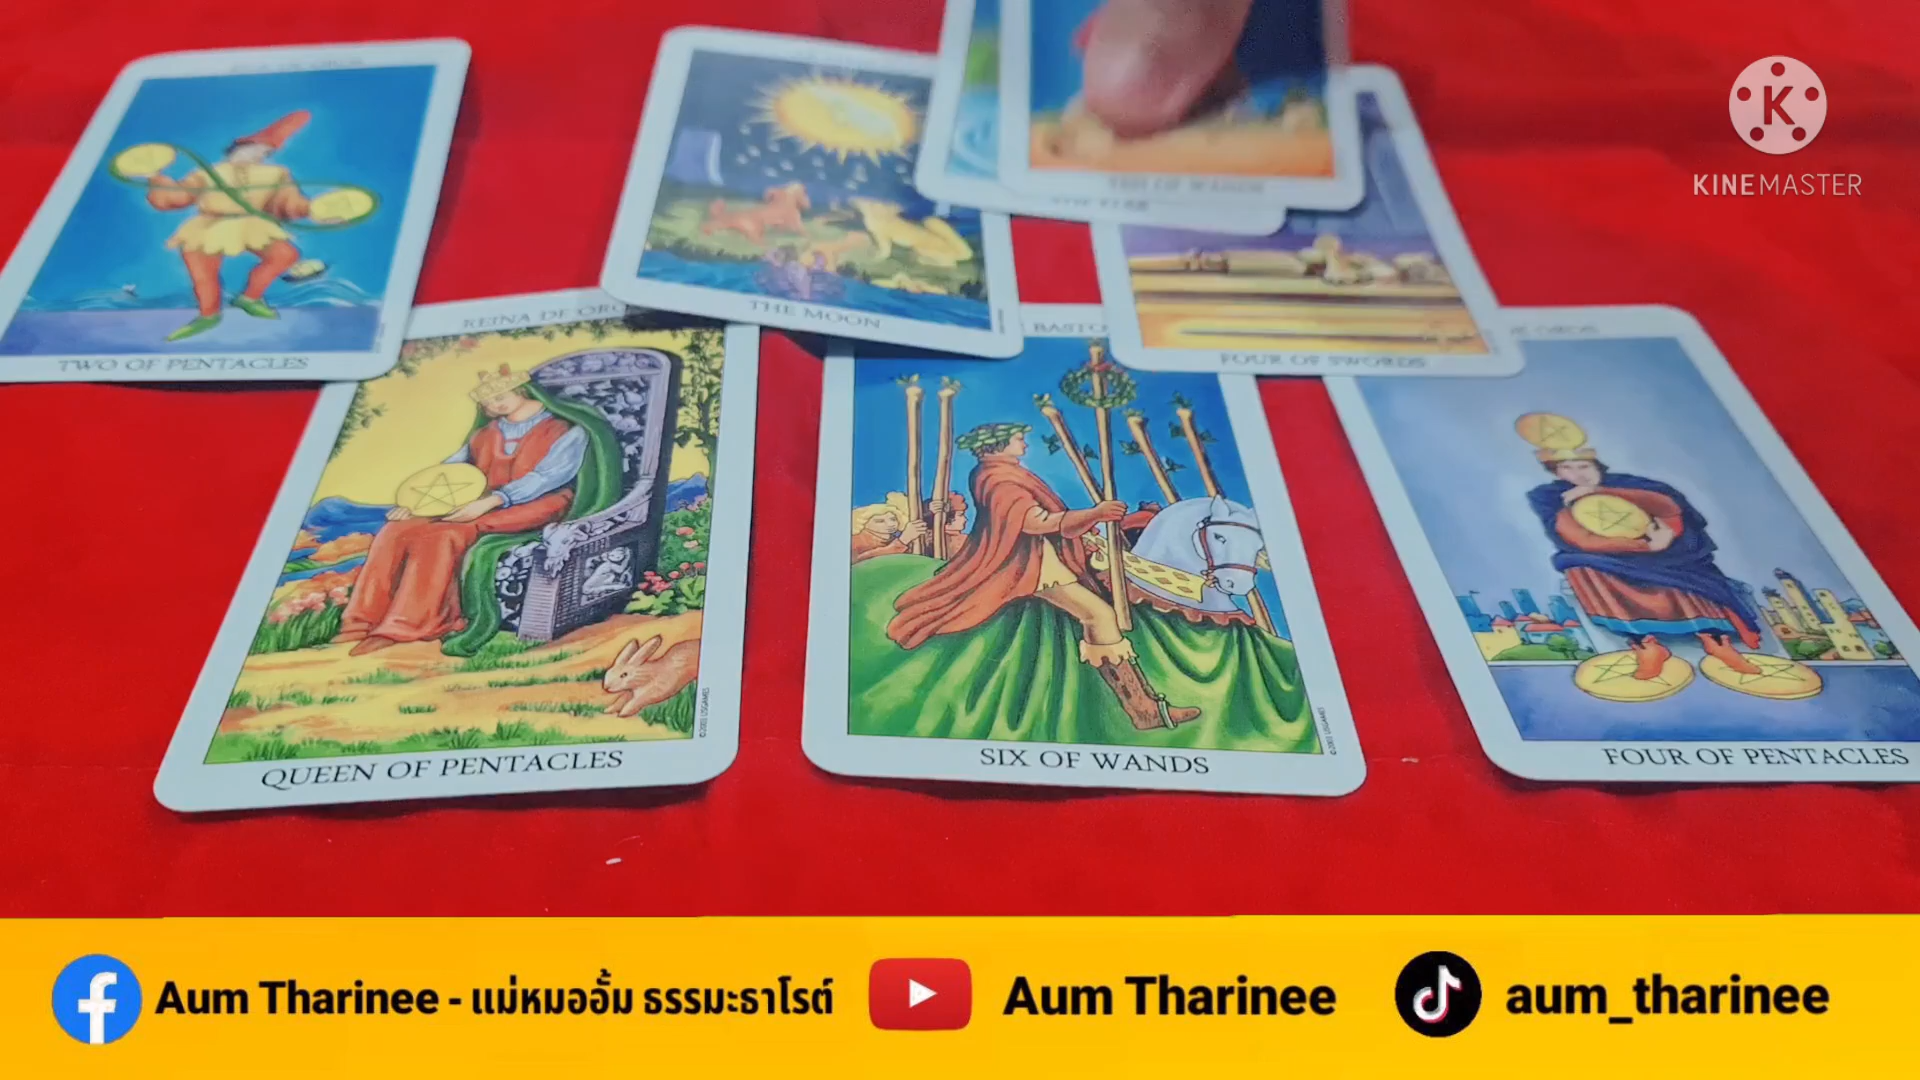 KINEMASTER
TWO OF PENTACLES
THE MOON
FOUR OF SWORDS
REINA DE ORO
BASTO
QUEEN OF PENTACLES
SIX OF WANDS
FOUR OF PENTACLES
Aum Tharinee - แม่หมออั้ม ธรรมะธาโรต์
Aum Tharinee
aum_tharinee